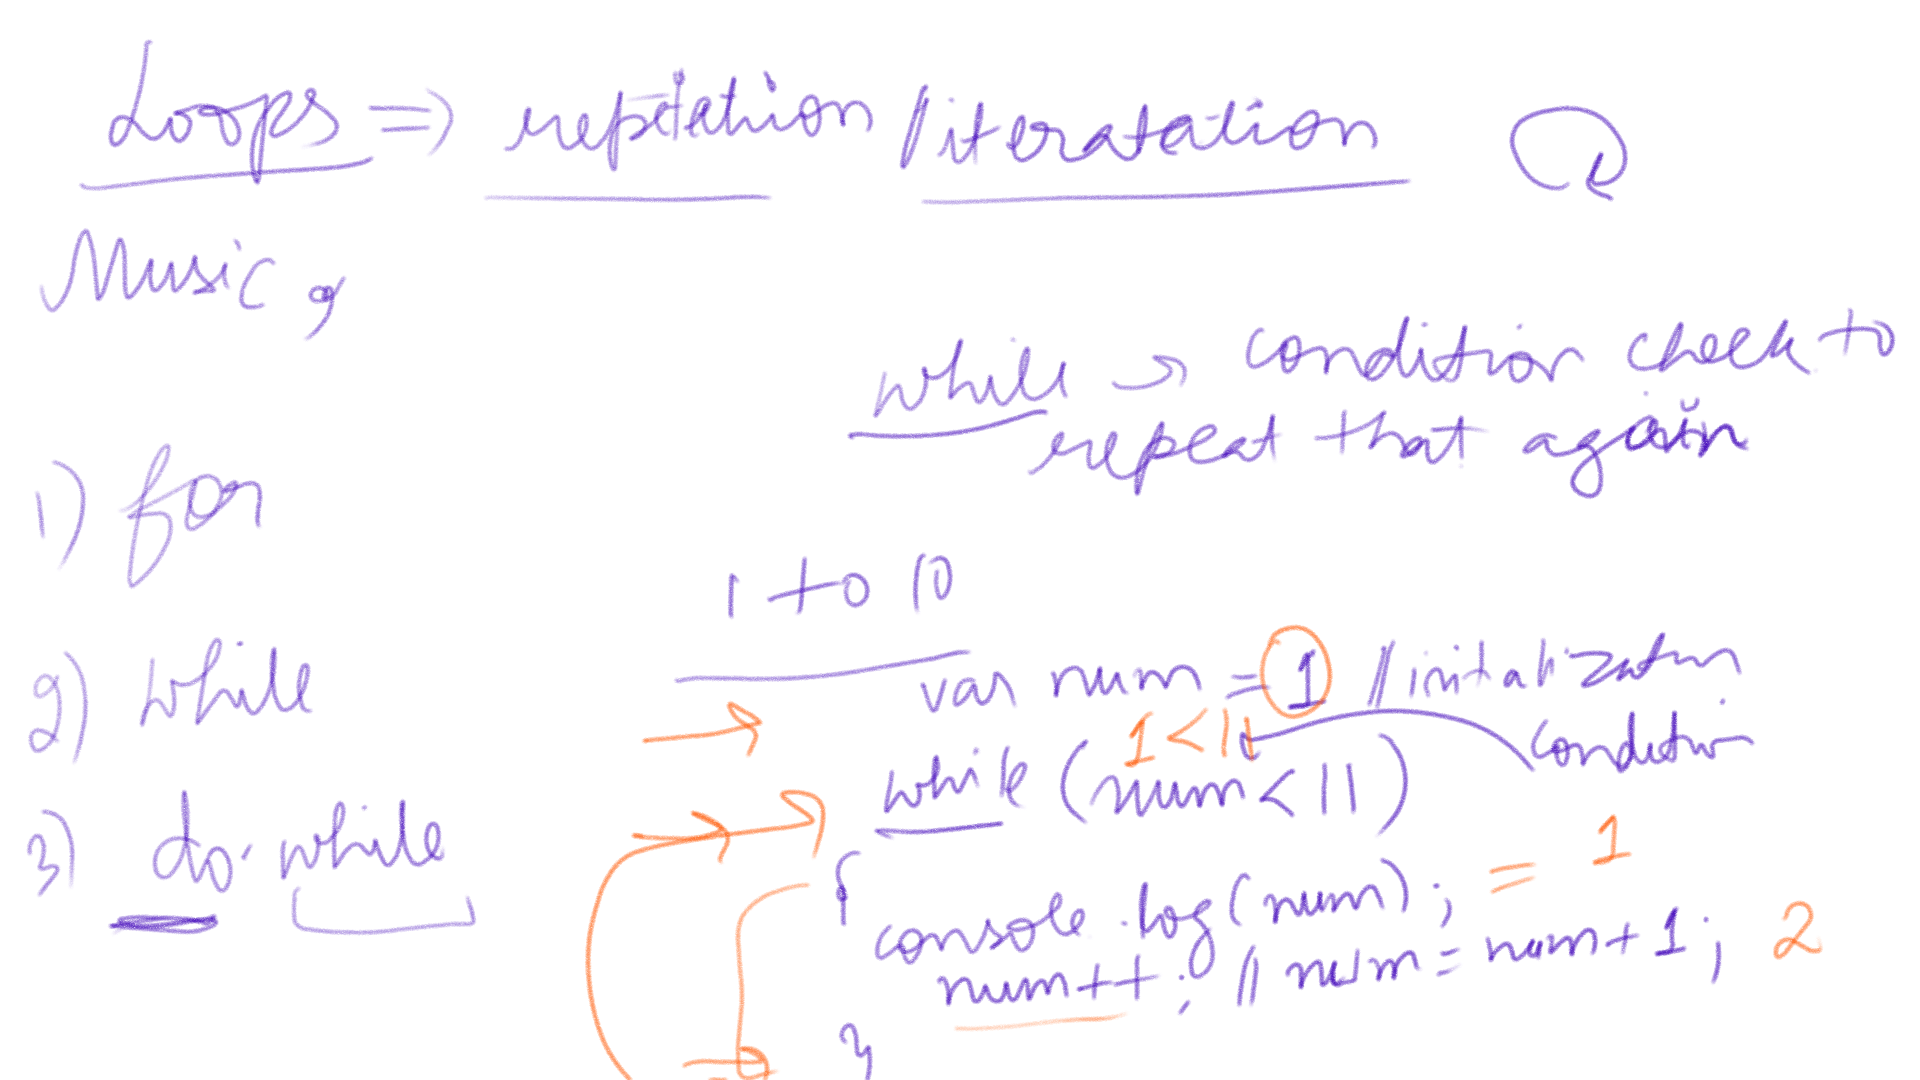 Loops => repetition / iteratation
Music,
while → condition check to
repeat that again
1) for
2) while
3) do-while
1 to 10
var num = 1 // initialization
1 < 11
condition
while (num < 11)
{
console.log(num); = 1
num++; // num = num + 1; 2
}